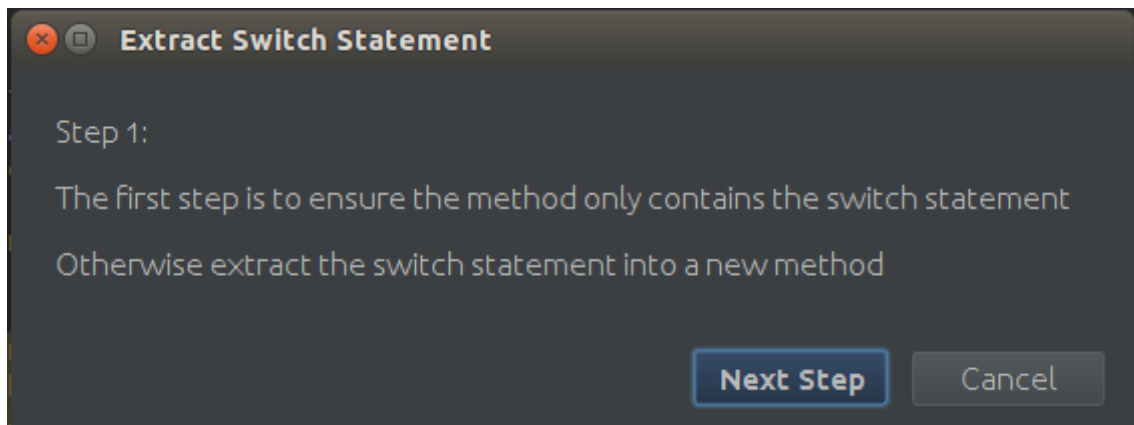 Extract Switch Statement
Step 1:
The first step is to ensure the method only contains the switch statement
Otherwise extract the switch statement into a new method
Next Step Cancel